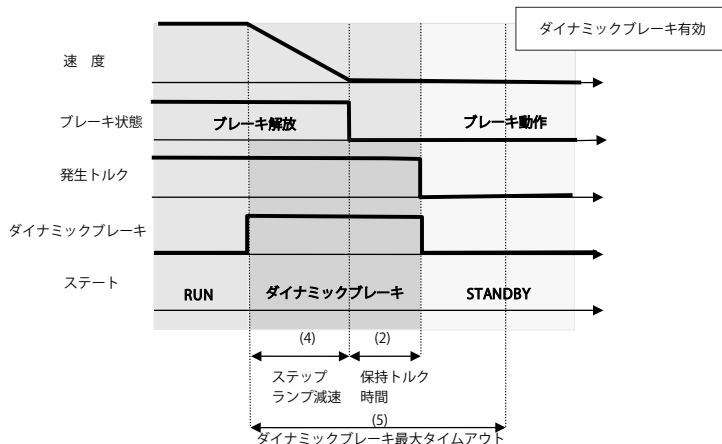 ダイナミックブレーキ有効
速　度
ブレーキ状態
ブレーキ解放
ブレーキ動作
発生トルク
ダイナミックブレーキ
ステート
RUN
ダイナミックブレーキ
STANDBY
(4)
(2)
ステップ
ランプ減速
保持トルク
時間
(5)
ダイナミックブレーキ最大タイムアウト